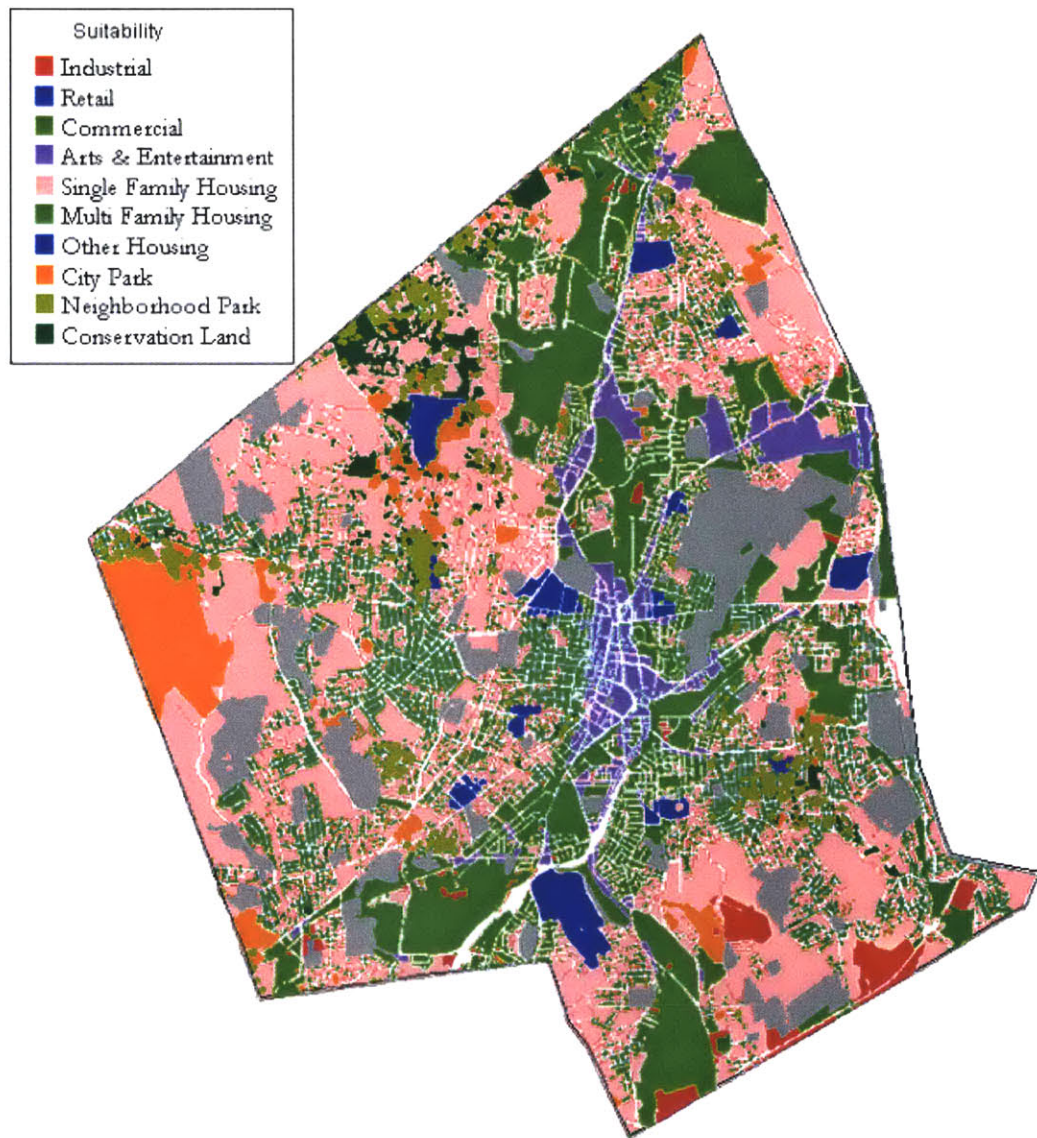 Suitability
Industrial
Retail
Commercial
Arts & Entertainment
Single Family Housing
Multi Family Housing
Other Housing
City Park
Neighborhood Park
Conservation Land